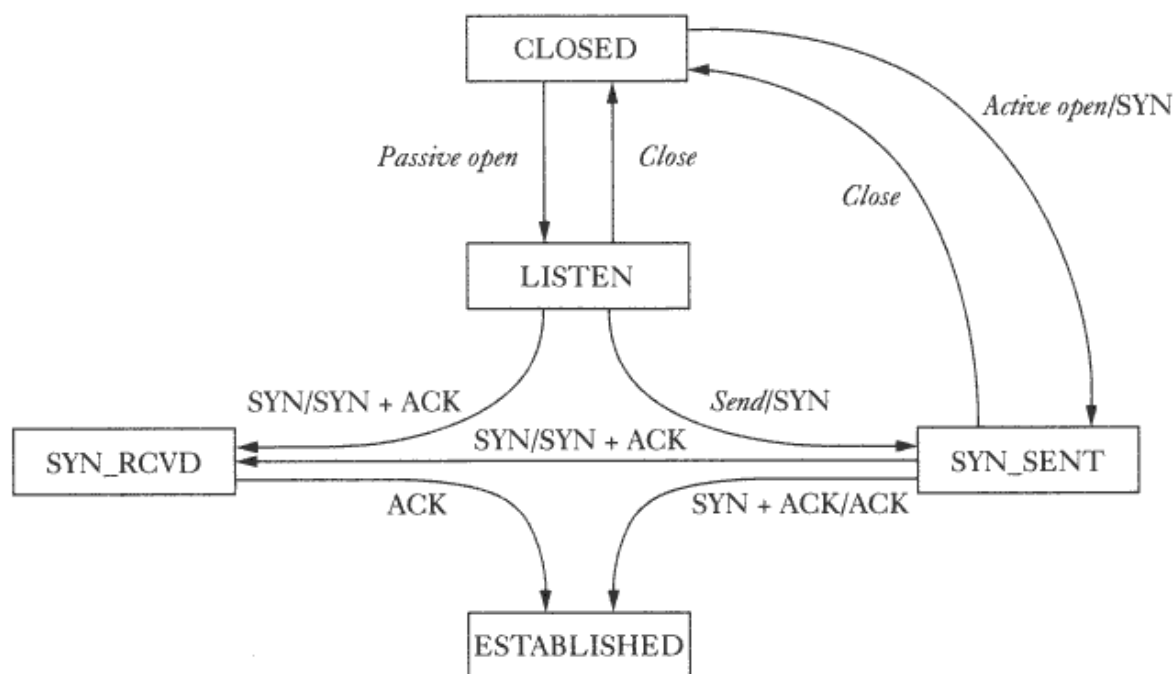 CLOSED
Active open/SYN
Passive open
Close
Close
LISTEN
SYN/SYN + ACK
Send/SYN
SYN/SYN + ACK
SYN_RCVD
SYN_SENT
ACK
SYN + ACK/ACK
ESTABLISHED